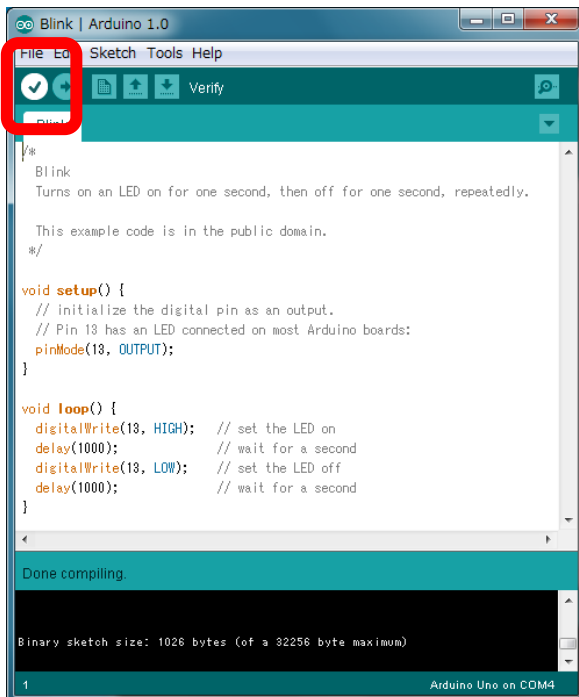 Blink | Arduino 1.0
File Ed Sketch Tools Help
Verify
/*
Blink
Turns on an LED on for one second, then off for one second, repeatedly.
This example code is in the public domain.
*/
void setup() {
// initialize the digital pin as an output.
// Pin 13 has an LED connected on most Arduino boards:
pinMode(13, OUTPUT);
}
void loop() {
digitalWrite(13, HIGH);   // set the LED on
delay(1000);              // wait for a second
digitalWrite(13, LOW);    // set the LED off
delay(1000);              // wait for a second
}
Done compiling.
Binary sketch size: 1026 bytes (of a 32256 byte maximum)
1 Arduino Uno on COM4